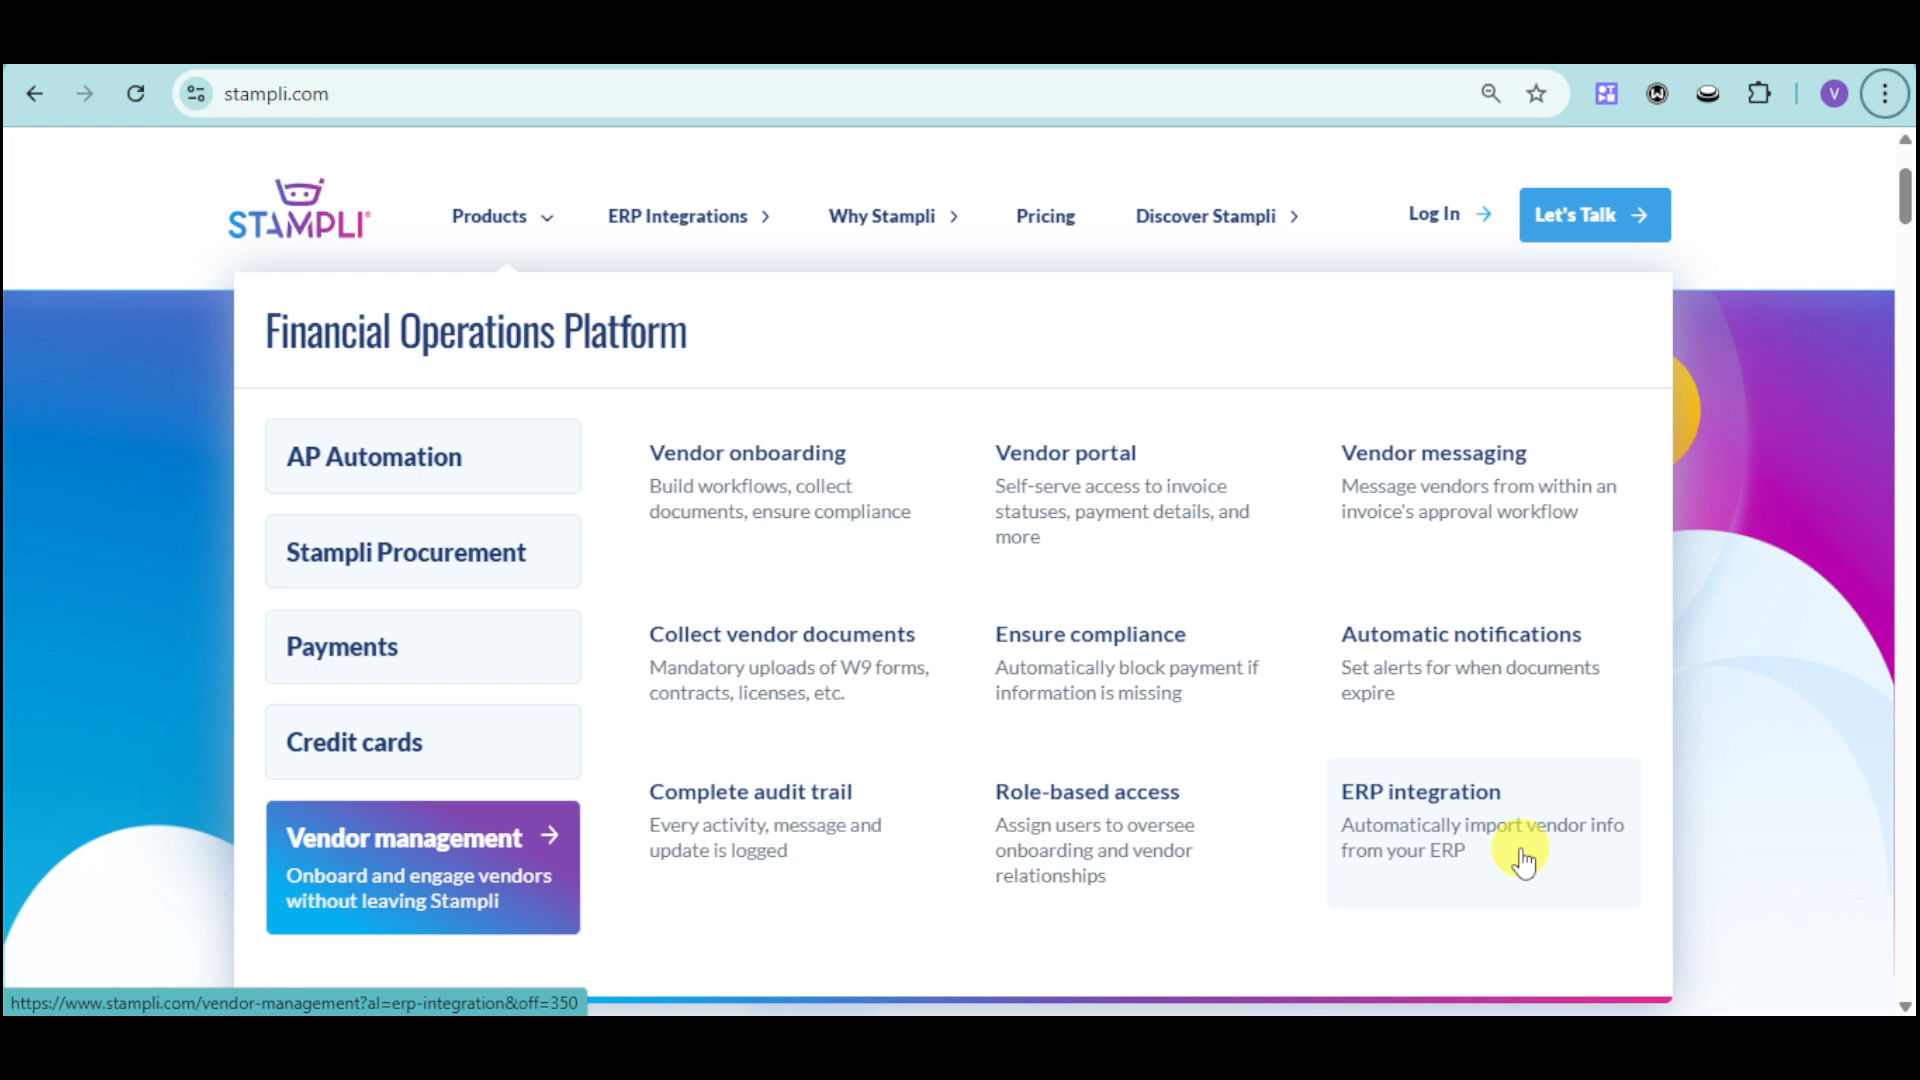 stampli.com
V
STAMPLI®
Products
ERP Integrations
Why Stampli
Pricing
Discover Stampli
Log In
Let's Talk
Financial Operations Platform
AP Automation
Stampli Procurement
Payments
Credit cards
Vendor management
Onboard and engage vendors
without leaving Stampli
Vendor onboarding
Build workflows, collect
documents, ensure compliance
Vendor portal
Self-serve access to invoice
statuses, payment details, and
more
Vendor messaging
Message vendors from within an
invoice's approval workflow
Collect vendor documents
Mandatory uploads of W9 forms,
contracts, licenses, etc.
Ensure compliance
Automatically block payment if
information is missing
Automatic notifications
Set alerts for when documents
expire
Complete audit trail
Every activity, message and
update is logged
Role-based access
Assign users to oversee
onboarding and vendor
relationships
ERP integration
Automatically import vendor info
from your ERP
https://www.stampli.com/vendor-management?al=erp-integration&off=350